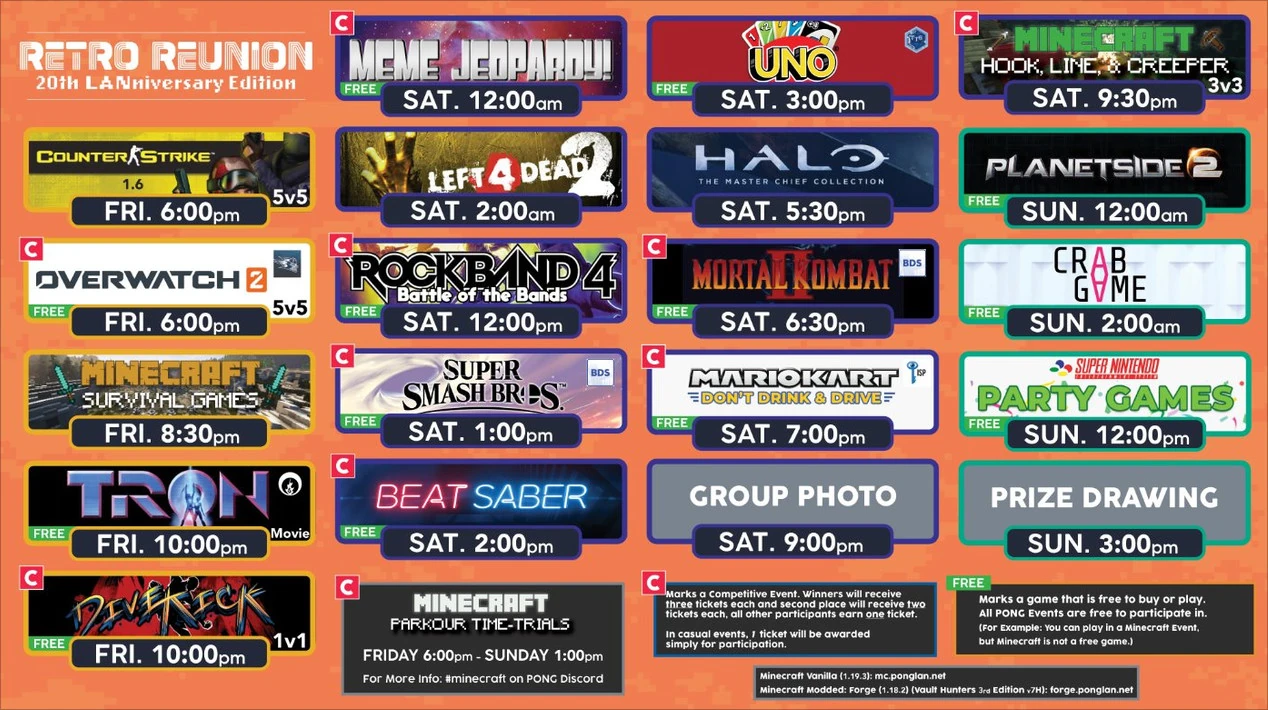 RETRO REUNION
20th LANniversary Edition
COUNTER STRIKE
1.6
5v5
FRI. 6:00pm
C
OVERWATCH 2
FREE
5v5
FRI. 6:00pm
MINECRAFT
SURVIVAL GAMES
FRI. 8:30pm
TRON
FREE
Movie
FRI. 10:00pm
C
DIVEKICK
FREE
1v1
FRI. 10:00pm
C
MEME JEOPARDY!
FREE
SAT. 12:00am
LEFT 4 DEAD 2
SAT. 2:00am
C
ROCKBAND 4
Battle of the Bands
FREE
SAT. 12:00pm
C
SUPER
SMASH BROS.™
BDS
FREE
SAT. 1:00pm
C
BEAT SABER
FREE
SAT. 2:00pm
C
MINECRAFT
PARKOUR TIME-TRIALS
FRIDAY 6:00pm - SUNDAY 1:00pm
For More Info: #minecraft on PONG Discord
UNO
FREE
SAT. 3:00pm
HALO
THE MASTER CHIEF COLLECTION
SAT. 5:30pm
C
MORTAL KOMBAT II
BDS
FREE
SAT. 6:30pm
C
MARIOKART
DON'T DRINK & DRIVE
ISP
FREE
SAT. 7:00pm
GROUP PHOTO
SAT. 9:00pm
C
MINECRAFT
HOOK, LINE, & CREEPER
3v3
SAT. 9:30pm
PLANETSIDE 2
FREE
SUN. 12:00am
CRAB
GAME
FREE
SUN. 2:00am
SUPER NINTENDO
ENTERTAINMENT SYSTEM
PARTY GAMES
FREE
SUN. 12:00pm
PRIZE DRAWING
SUN. 3:00pm
C
Marks a Competitive Event. Winners will receive
three tickets each and second place will receive two
tickets each, all other participants earn one ticket.
In casual events, 1 ticket will be awarded
simply for participation.
FREE
Marks a game that is free to buy or play.
All PONG Events are free to participate in.
(For Example: You can play in a Minecraft Event,
but Minecraft is not a free game.)
Minecraft Vanilla (1.19.3): mc.ponglan.net
Minecraft Modded: Forge (1.18.2) (Vault Hunters 3rd Edition v7H): forge.ponglan.net